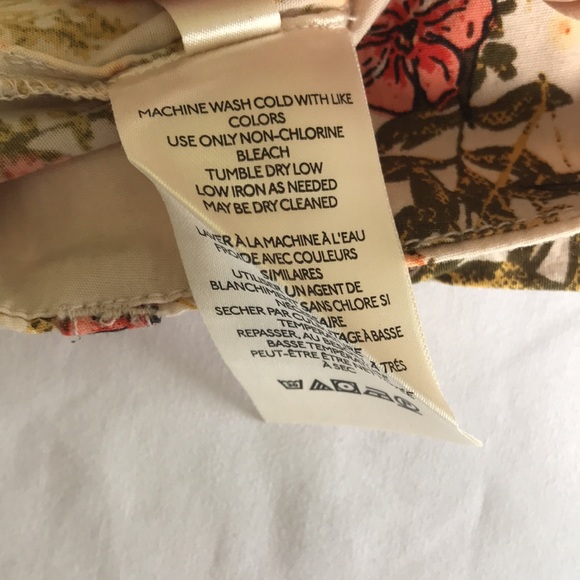 MACHINE WASH COLD WITH LIKE
COLORS
USE ONLY NON-CHLORINE
BLEACH
TUMBLE DRY LOW
LOW IRON AS NEEDED
MAY BE DRY CLEANED
LAVER À LA MACHINE À L'EAU
FROIDE AVEC COULEURS
SIMILAIRES
UN AGENT DE
SANS CHLORE SI
SECHER PAR
À BASSE
REPASSER, AU
BASSE
À TRÈS
PEUT-ÊTRE
À SEC